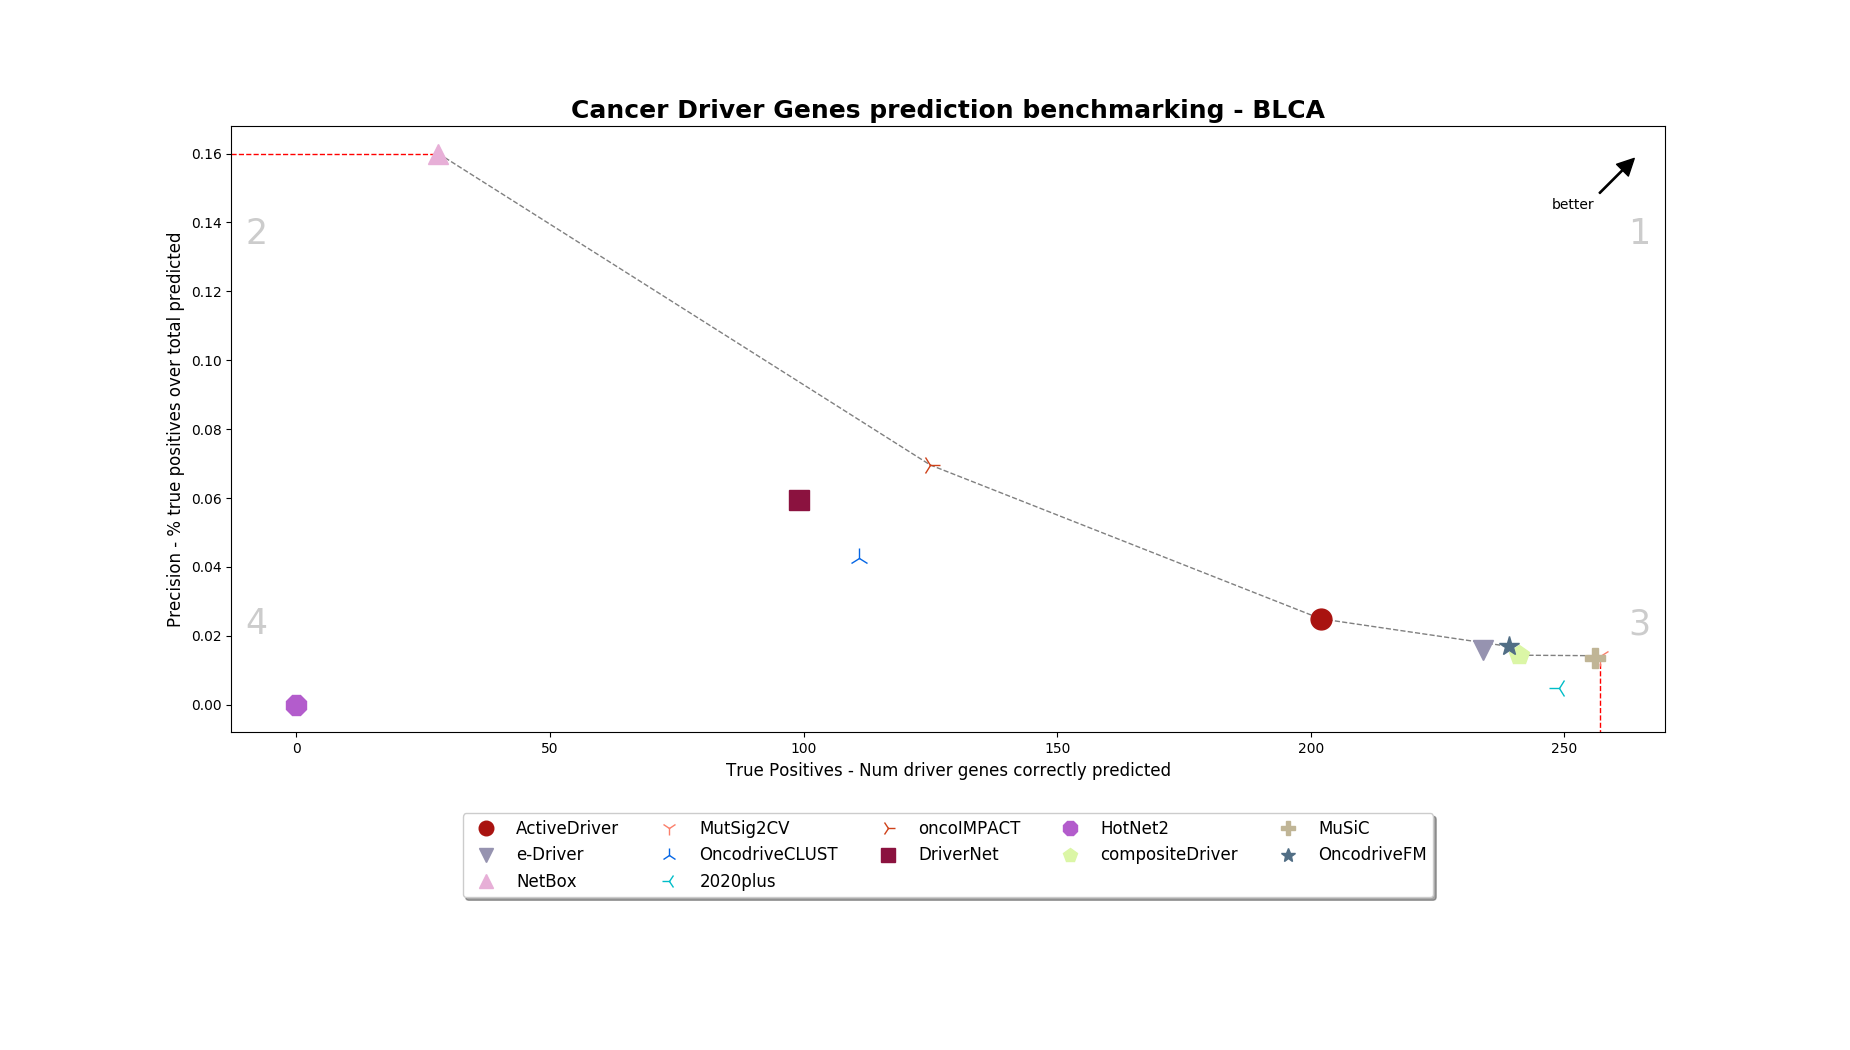 Cancer Driver Genes prediction benchmarking - BLCA
Precision - % true positives over total predicted
0.16
0.14
0.12
0.10
0.08
0.06
0.04
0.02
0.00
better
2
1
4
3
0
50
100
150
200
250
True Positives - Num driver genes correctly predicted
ActiveDriver
MutSig2CV
oncoIMPACT
HotNet2
MuSiC
e-Driver
OncodriveCLUST
DriverNet
compositeDriver
OncodriveFM
NetBox
2020plus